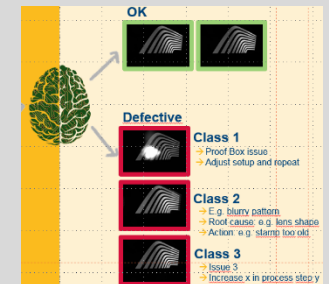 OK
Defective
Class 1
→ Proof Box issue
→ Adjust setup and repeat
Class 2
→ E.g. blurry pattern
→ Root cause: e.g. lens shape
→ Action: e.g. stamp too old
Class 3
→ Issue 3
→ Increase x in process step y